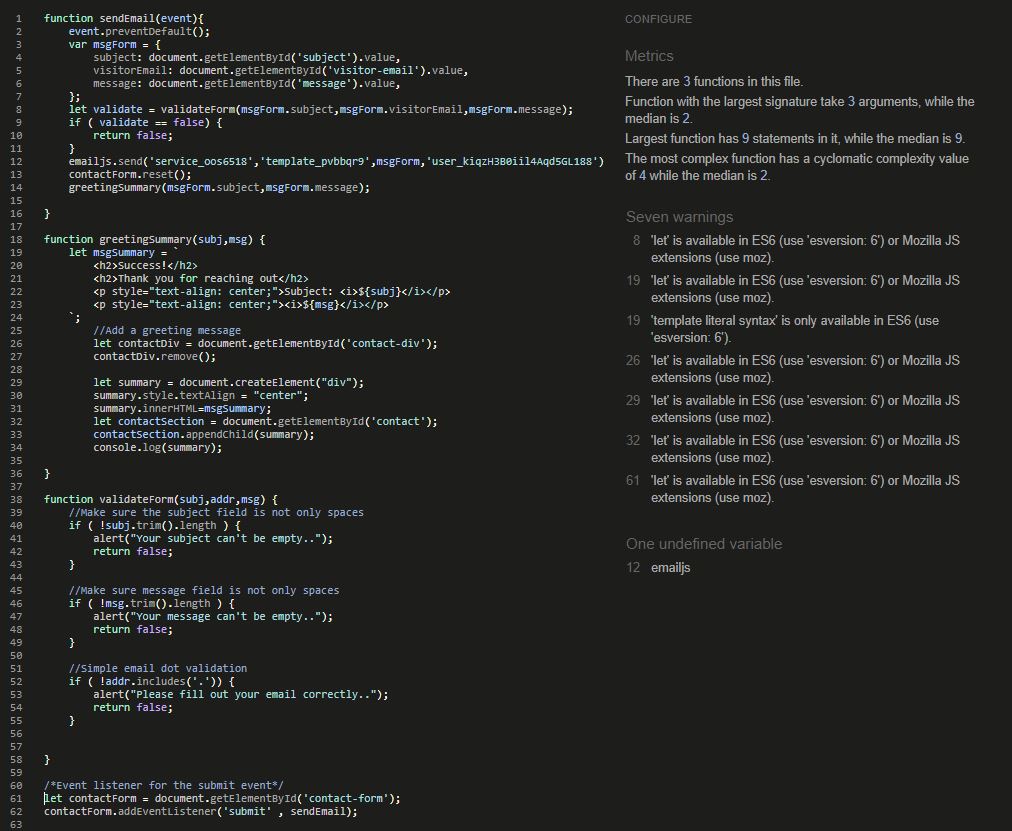 1 function sendEmail(event){
2 event.preventDefault();
3 var msgForm = {
4 subject: document.getElementById('subject').value,
5 visitorEmail: document.getElementById('visitor-email').value,
6 message: document.getElementById('message').value,
7 };
8 let validate = validateForm(msgForm.subject,msgForm.visitorEmail,msgForm.message);
9 if ( validate == false) {
10 return false;
11 }
12 emailjs.send('service_oos6518','template_pvbbqr9',msgForm,'user_kiqzH3B0iil4Aqd5GL188')
13 contactForm.reset();
14 greetingSummary(msgForm.subject,msgForm.message);
15
16 }
17
18 function greetingSummary(subj,msg) {
19 let msgSummary = `
20 <h2>Success!</h2>
21 <h2>Thank you for reaching out</h2>
22 <p style="text-align: center;">Subject: <i>${subj}</i></p>
23 <p style="text-align: center;"><i>${msg}</i></p>
24 `;
25 //Add a greeting message
26 let contactDiv = document.getElementById('contact-div');
27 contactDiv.remove();
28
29 let summary = document.createElement("div");
30 summary.style.textAlign = "center";
31 summary.innerHTML=msgSummary;
32 let contactSection = document.getElementById('contact');
33 contactSection.appendChild(summary);
34 console.log(summary);
35
36 }
37
38 function validateForm(subj,addr,msg) {
39 //Make sure the subject field is not only spaces
40 if ( !subj.trim().length ) {
41 alert("Your subject can't be empty..");
42 return false;
43 }
44
45 //Make sure message field is not only spaces
46 if ( !msg.trim().length ) {
47 alert("Your message can't be empty..");
48 return false;
49 }
50
51 //Simple email dot validation
52 if ( !addr.includes('.')) {
53 alert("Please fill out your email correctly..");
54 return false;
55 }
56
57
58 }
59
60 /*Event listener for the submit event*/
61 let contactForm = document.getElementById('contact-form');
62 contactForm.addEventListener('submit' , sendEmail);
63
CONFIGURE
Metrics
There are 3 functions in this file.
Function with the largest signature take 3 arguments, while the
median is 2.
Largest function has 9 statements in it, while the median is 9.
The most complex function has a cyclomatic complexity value
of 4 while the median is 2.
Seven warnings
8 'let' is available in ES6 (use 'esversion: 6') or Mozilla JS
extensions (use moz).
19 'let' is available in ES6 (use 'esversion: 6') or Mozilla JS
extensions (use moz).
19 'template literal syntax' is only available in ES6 (use
'esversion: 6').
26 'let' is available in ES6 (use 'esversion: 6') or Mozilla JS
extensions (use moz).
29 'let' is available in ES6 (use 'esversion: 6') or Mozilla JS
extensions (use moz).
32 'let' is available in ES6 (use 'esversion: 6') or Mozilla JS
extensions (use moz).
61 'let' is available in ES6 (use 'esversion: 6') or Mozilla JS
extensions (use moz).
One undefined variable
12 emailjs